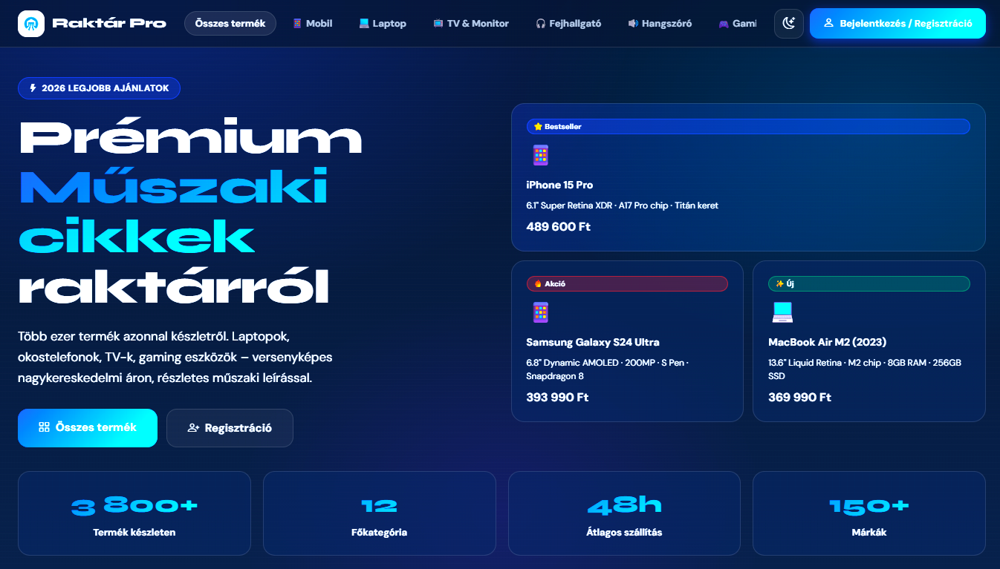 Raktár Pro
Összes termék
Mobil
Laptop
TV & Monitor
Fejhallgató
Hangszóró
Gami
Bejelentkezés / Regisztráció
2026 LEGJOBB AJÁNLATOK
Prémium
Műszaki
cikkek
raktárról
Több ezer termék azonnal készletről. Laptopok,
okostelefonok, TV-k, gaming eszközök – versenyképes
nagykereskedelmi áron, részletes műszaki leírással.
Összes termék
Regisztráció
Bestseller
iPhone 15 Pro
6.1" Super Retina XDR · A17 Pro chip · Titán keret
489 600 Ft
Akció
Samsung Galaxy S24 Ultra
6.8" Dynamic AMOLED · 200MP · S Pen ·
Snapdragon 8
393 990 Ft
Új
MacBook Air M2 (2023)
13.6" Liquid Retina · M2 chip · 8GB RAM · 256GB
SSD
369 990 Ft
3 800+
Termék készleten
12
Főkategória
48h
Átlagos szállítás
150+
Márkák